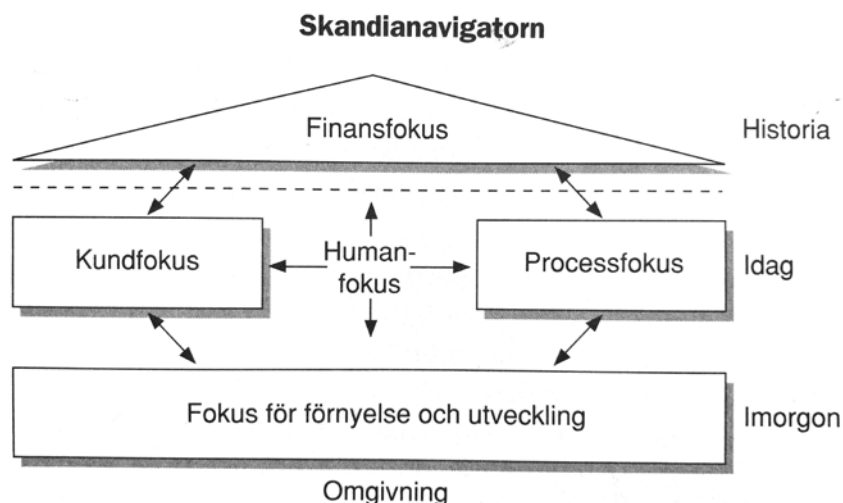 Skandianavigatorn
Finansfokus
Historia
Kundfokus
Human-
fokus
Processfokus
Idag
Fokus för förnyelse och utveckling
Imorgon
Omgivning